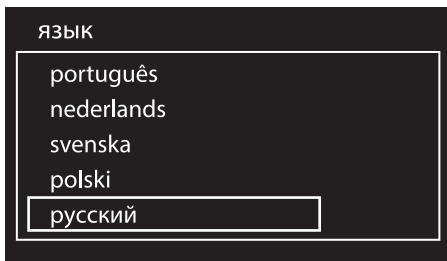 язык
português
nederlands
svenska
polski
русский